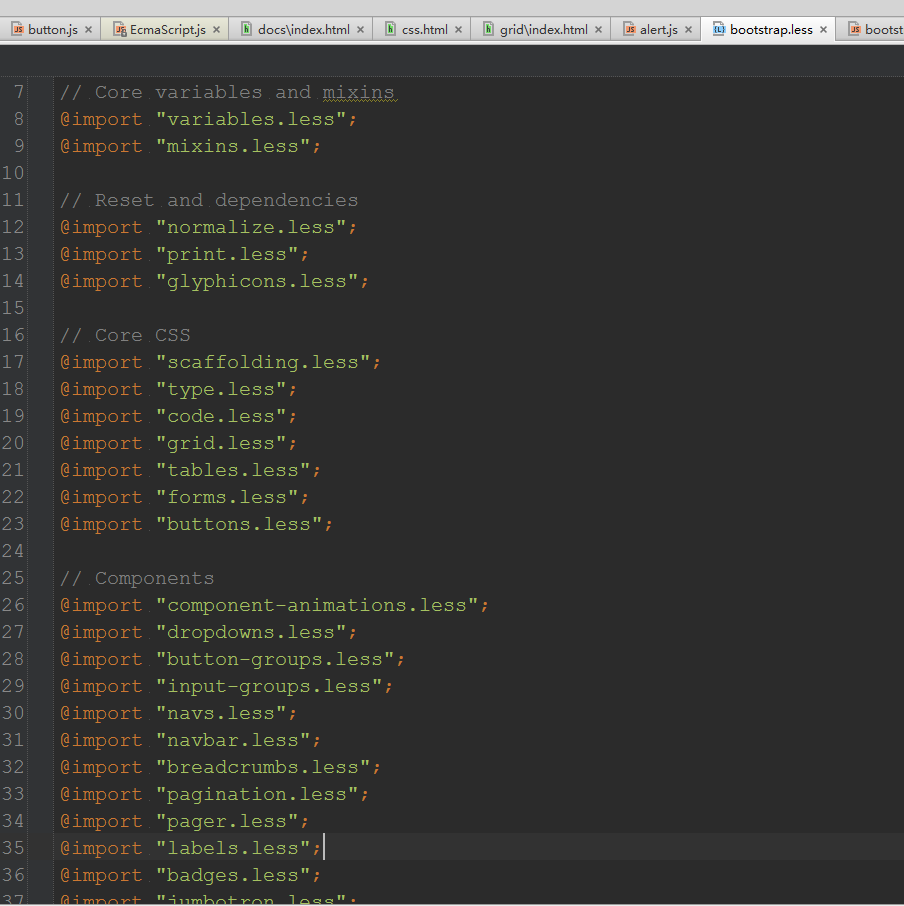 button.js
EcmaScript.js
docs\index.html
css.html
grid\index.html
alert.js
bootstrap.less
bootst
7 // Core variables and mixins
8 @import "variables.less";
9 @import "mixins.less";
10
11 // Reset and dependencies
12 @import "normalize.less";
13 @import "print.less";
14 @import "glyphicons.less";
15
16 // Core CSS
17 @import "scaffolding.less";
18 @import "type.less";
19 @import "code.less";
20 @import "grid.less";
21 @import "tables.less";
22 @import "forms.less";
23 @import "buttons.less";
24
25 // Components
26 @import "component-animations.less";
27 @import "dropdowns.less";
28 @import "button-groups.less";
29 @import "input-groups.less";
30 @import "navs.less";
31 @import "navbar.less";
32 @import "breadcrumbs.less";
33 @import "pagination.less";
34 @import "pager.less";
35 @import "labels.less";
36 @import "badges.less";
37 @import "jumbotron.less";